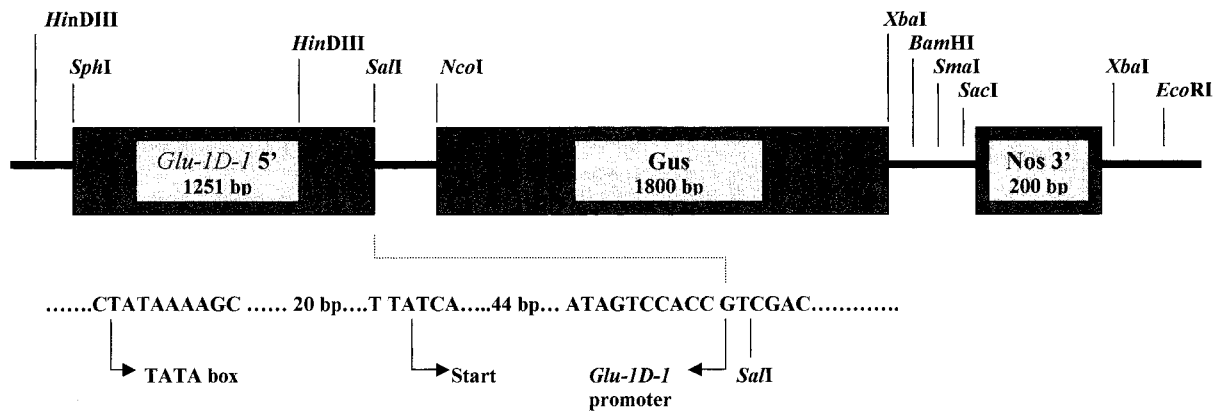 HinDIII
XbaI
HinDIII
BamHI
SphI
SalI
NcoI
SmaI
XbaI
SacI
EcoRI
Glu-1D-1 5’
1251 bp
Gus
1800 bp
Nos 3’
200 bp
…….CTATAAAAGC …… 20 bp….T TATCA…..44 bp… ATAGTCCACC GTCGAC………….
TATA box
Start
Glu-1D-1
promoter
SalI